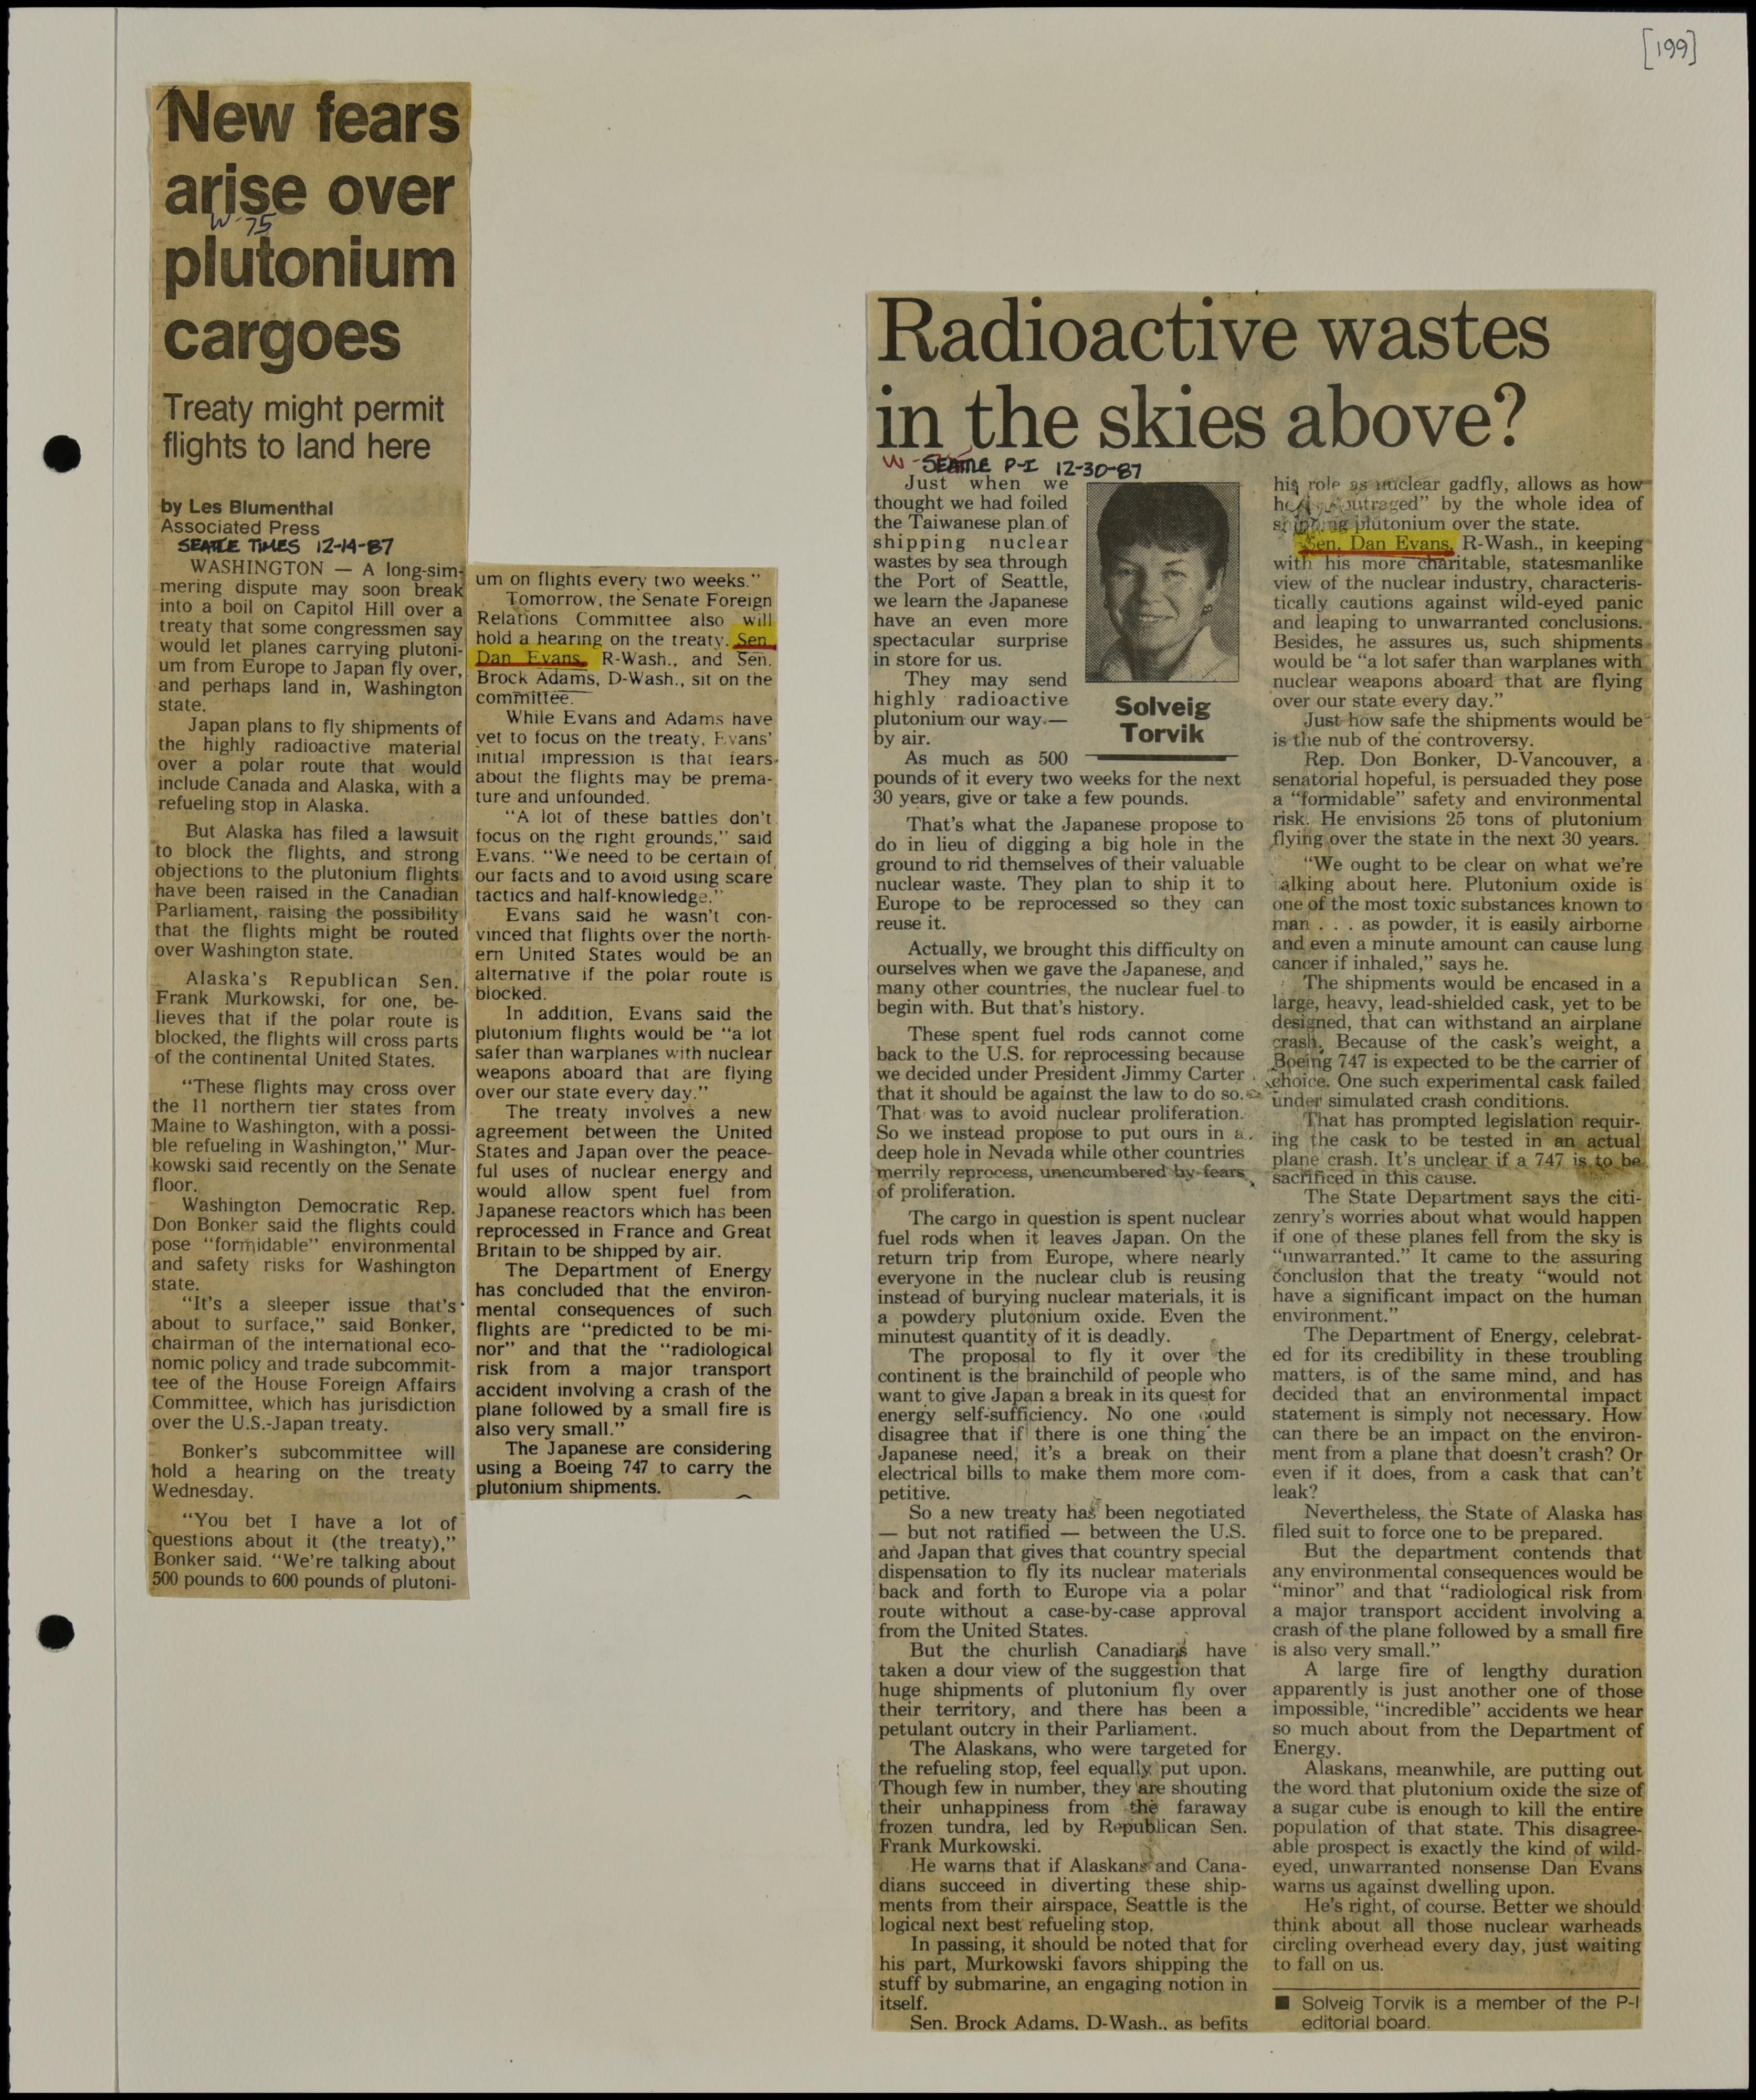 [199]
New fears
arise over
W-75
plutonium
cargoes
Treaty might permit
flights to land here
by Les Blumenthal
Associated Press
SEATTLE TIMES 12-14-87
WASHINGTON — A long-sim-
mering dispute may soon break
into a boil on Capitol Hill over a
treaty that some congressmen say
would let planes carrying plutoni-
um from Europe to Japan fly over,
and perhaps land in, Washington
state.
Japan plans to fly shipments of
the highly radioactive material
over a polar route that would
include Canada and Alaska, with a
refueling stop in Alaska.
But Alaska has filed a lawsuit
to block the flights, and strong
objections to the plutonium flights
have been raised in the Canadian
Parliament, raising the possibility
that the flights might be routed
over Washington state.
Alaska's Republican Sen.
Frank Murkowski, for one, be-
lieves that if the polar route is
blocked, the flights will cross parts
of the continental United States.
"These flights may cross over
the 11 northern tier states from
Maine to Washington, with a possi-
ble refueling in Washington," Mur-
kowski said recently on the Senate
floor.
Washington Democratic Rep.
Don Bonker said the flights could
pose "formidable" environmental
and safety risks for Washington
state.
"It's a sleeper issue that's
about to surface," said Bonker,
chairman of the international eco-
nomic policy and trade subcommit-
tee of the House Foreign Affairs
Committee, which has jurisdiction
over the U.S.-Japan treaty.
Bonker's subcommittee will
hold a hearing on the treaty
Wednesday.
"You bet I have a lot of
questions about it (the treaty),"
Bonker said. "We're talking about
500 pounds to 600 pounds of plutoni-
um on flights every two weeks."
Tomorrow, the Senate Foreign
Relations Committee also will
hold a hearing on the treaty. Sen.
Dan Evans, R-Wash., and Sen.
Brock Adams, D-Wash., sit on the
committee.
While Evans and Adams have
yet to focus on the treaty, Evans'
initial impression is that fears
about the flights may be prema-
ture and unfounded.
"A lot of these battles don't
focus on the right grounds," said
Evans. "We need to be certain of
our facts and to avoid using scare
tactics and half-knowledge."
Evans said he wasn't con-
vinced that flights over the north-
ern United States would be an
alternative if the polar route is
blocked.
In addition, Evans said the
plutonium flights would be "a lot
safer than warplanes with nuclear
weapons aboard that are flying
over our state every day."
The treaty involves a new
agreement between the United
States and Japan over the peace-
ful uses of nuclear energy and
would allow spent fuel from
Japanese reactors which has been
reprocessed in France and Great
Britain to be shipped by air.
The Department of Energy
has concluded that the environ-
mental consequences of such
flights are "predicted to be mi-
nor" and that the "radiological
risk from a major transport
accident involving a crash of the
plane followed by a small fire is
also very small."
The Japanese are considering
using a Boeing 747 to carry the
plutonium shipments.
Radioactive wastes
in the skies above?
W - SEATTLE P-I 12-30-87
Just when we
thought we had foiled
the Taiwanese plan of
shipping nuclear
wastes by sea through
the Port of Seattle,
we learn the Japanese
have an even more
spectacular surprise
in store for us.
They may send
highly radioactive
plutonium our way —
by air.
Solveig
Torvik
As much as 500
pounds of it every two weeks for the next
30 years, give or take a few pounds.
That's what the Japanese propose to
do in lieu of digging a big hole in the
ground to rid themselves of their valuable
nuclear waste. They plan to ship it to
Europe to be reprocessed so they can
reuse it.
Actually, we brought this difficulty on
ourselves when we gave the Japanese, and
many other countries, the nuclear fuel to
begin with. But that's history.
These spent fuel rods cannot come
back to the U.S. for reprocessing because
we decided under President Jimmy Carter
that it should be against the law to do so.
That was to avoid nuclear proliferation.
So we instead propose to put ours in a
deep hole in Nevada while other countries
merrily reprocess, unencumbered by fears
of proliferation.
The cargo in question is spent nuclear
fuel rods when it leaves Japan. On the
return trip from Europe, where nearly
everyone in the nuclear club is reusing
instead of burying nuclear materials, it is
a powdery plutonium oxide. Even the
minutest quantity of it is deadly.
The proposal to fly it over the
continent is the brainchild of people who
want to give Japan a break in its quest for
energy self-sufficiency. No one could
disagree that if there is one thing the
Japanese need, it's a break on their
electrical bills to make them more com-
petitive.
So a new treaty has been negotiated
— but not ratified — between the U.S.
and Japan that gives that country special
dispensation to fly its nuclear materials
back and forth to Europe via a polar
route without a case-by-case approval
from the United States.
But the churlish Canadians have
taken a dour view of the suggestion that
huge shipments of plutonium fly over
their territory, and there has been a
petulant outcry in their Parliament.
The Alaskans, who were targeted for
the refueling stop, feel equally put upon.
Though few in number, they are shouting
their unhappiness from the faraway
frozen tundra, led by Republican Sen.
Frank Murkowski.
He warns that if Alaskans and Cana-
dians succeed in diverting these ship-
ments from their airspace, Seattle is the
logical next best refueling stop.
In passing, it should be noted that for
his part, Murkowski favors shipping the
stuff by submarine, an engaging notion in
itself.
Sen. Brock Adams, D-Wash., as befits
his role as nuclear gadfly, allows as how
outraged" by the whole idea of
shipping plutonium over the state.
Sen. Dan Evans, R-Wash., in keeping
with his more charitable, statesmanlike
view of the nuclear industry, characteris-
tically cautions against wild-eyed panic
and leaping to unwarranted conclusions.
Besides, he assures us, such shipments
would be "a lot safer than warplanes with
nuclear weapons aboard that are flying
over our state every day."
Just how safe the shipments would be
is the nub of the controversy.
Rep. Don Bonker, D-Vancouver, a
senatorial hopeful, is persuaded they pose
a "formidable" safety and environmental
risk. He envisions 25 tons of plutonium
flying over the state in the next 30 years.
"We ought to be clear on what we're
talking about here. Plutonium oxide is
one of the most toxic substances known to
man . . . as powder, it is easily airborne
and even a minute amount can cause lung
cancer if inhaled," says he.
The shipments would be encased in a
large, heavy, lead-shielded cask, yet to be
designed, that can withstand an airplane
crash. Because of the cask's weight, a
Boeing 747 is expected to be the carrier of
choice. One such experimental cask failed
under simulated crash conditions.
That has prompted legislation requir-
ing the cask to be tested in an actual
plane crash. It's unclear if a 747 is to be
sacrificed in this cause.
The State Department says the citi-
zenry's worries about what would happen
if one of these planes fell from the sky is
"unwarranted." It came to the assuring
conclusion that the treaty "would not
have a significant impact on the human
environment."
The Department of Energy, celebrat-
ed for its credibility in these troubling
matters, is of the same mind, and has
decided that an environmental impact
statement is simply not necessary. How
can there be an impact on the environ-
ment from a plane that doesn't crash? Or
even if it does, from a cask that can't
leak?
Nevertheless, the State of Alaska has
filed suit to force one to be prepared.
But the department contends that
any environmental consequences would be
"minor" and that "radiological risk from
a major transport accident involving a
crash of the plane followed by a small fire
is also very small."
A large fire of lengthy duration
apparently is just another one of those
impossible, "incredible" accidents we hear
so much about from the Department of
Energy.
Alaskans, meanwhile, are putting out
the word that plutonium oxide the size of
a sugar cube is enough to kill the entire
population of that state. This disagree-
able prospect is exactly the kind of wild-
eyed, unwarranted nonsense Dan Evans
warns us against dwelling upon.
He's right, of course. Better we should
think about all those nuclear warheads
circling overhead every day, just waiting
to fall on us.
■ Solveig Torvik is a member of the P-I
editorial board.